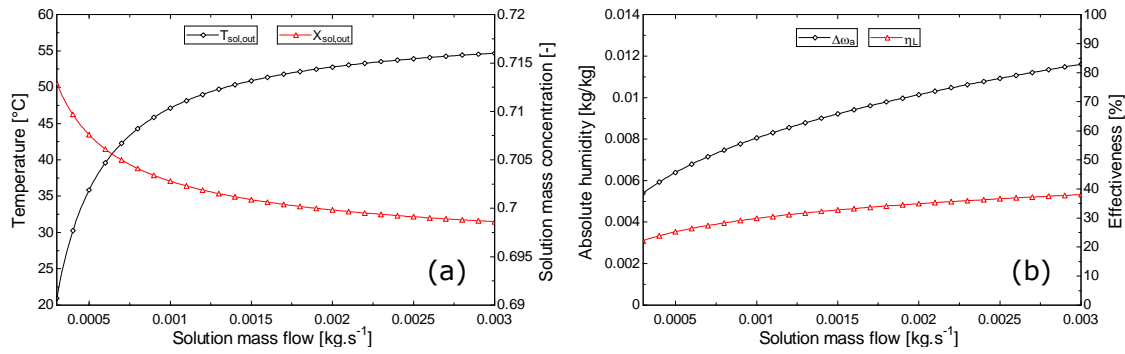 T_sol,out X_sol,out
Temperature [°C]
60
55
50
45
40
35
30
25
20
0.0005 0.001 0.0015 0.002 0.0025 0.003
Solution mass flow [kg.s⁻¹]
0.72
0.715
0.71
0.705
0.7
0.695
0.69
Solution mass concentration [-]
(a)
Δω_a η_L
Absolute humidity [kg/kg]
0.014
0.012
0.01
0.008
0.006
0.004
0.002
0
0.0005 0.001 0.0015 0.002 0.0025 0.003
Solution mass flow [kg.s⁻¹]
100
90
80
70
60
50
40
30
20
10
0
Effectiveness [%]
(b)